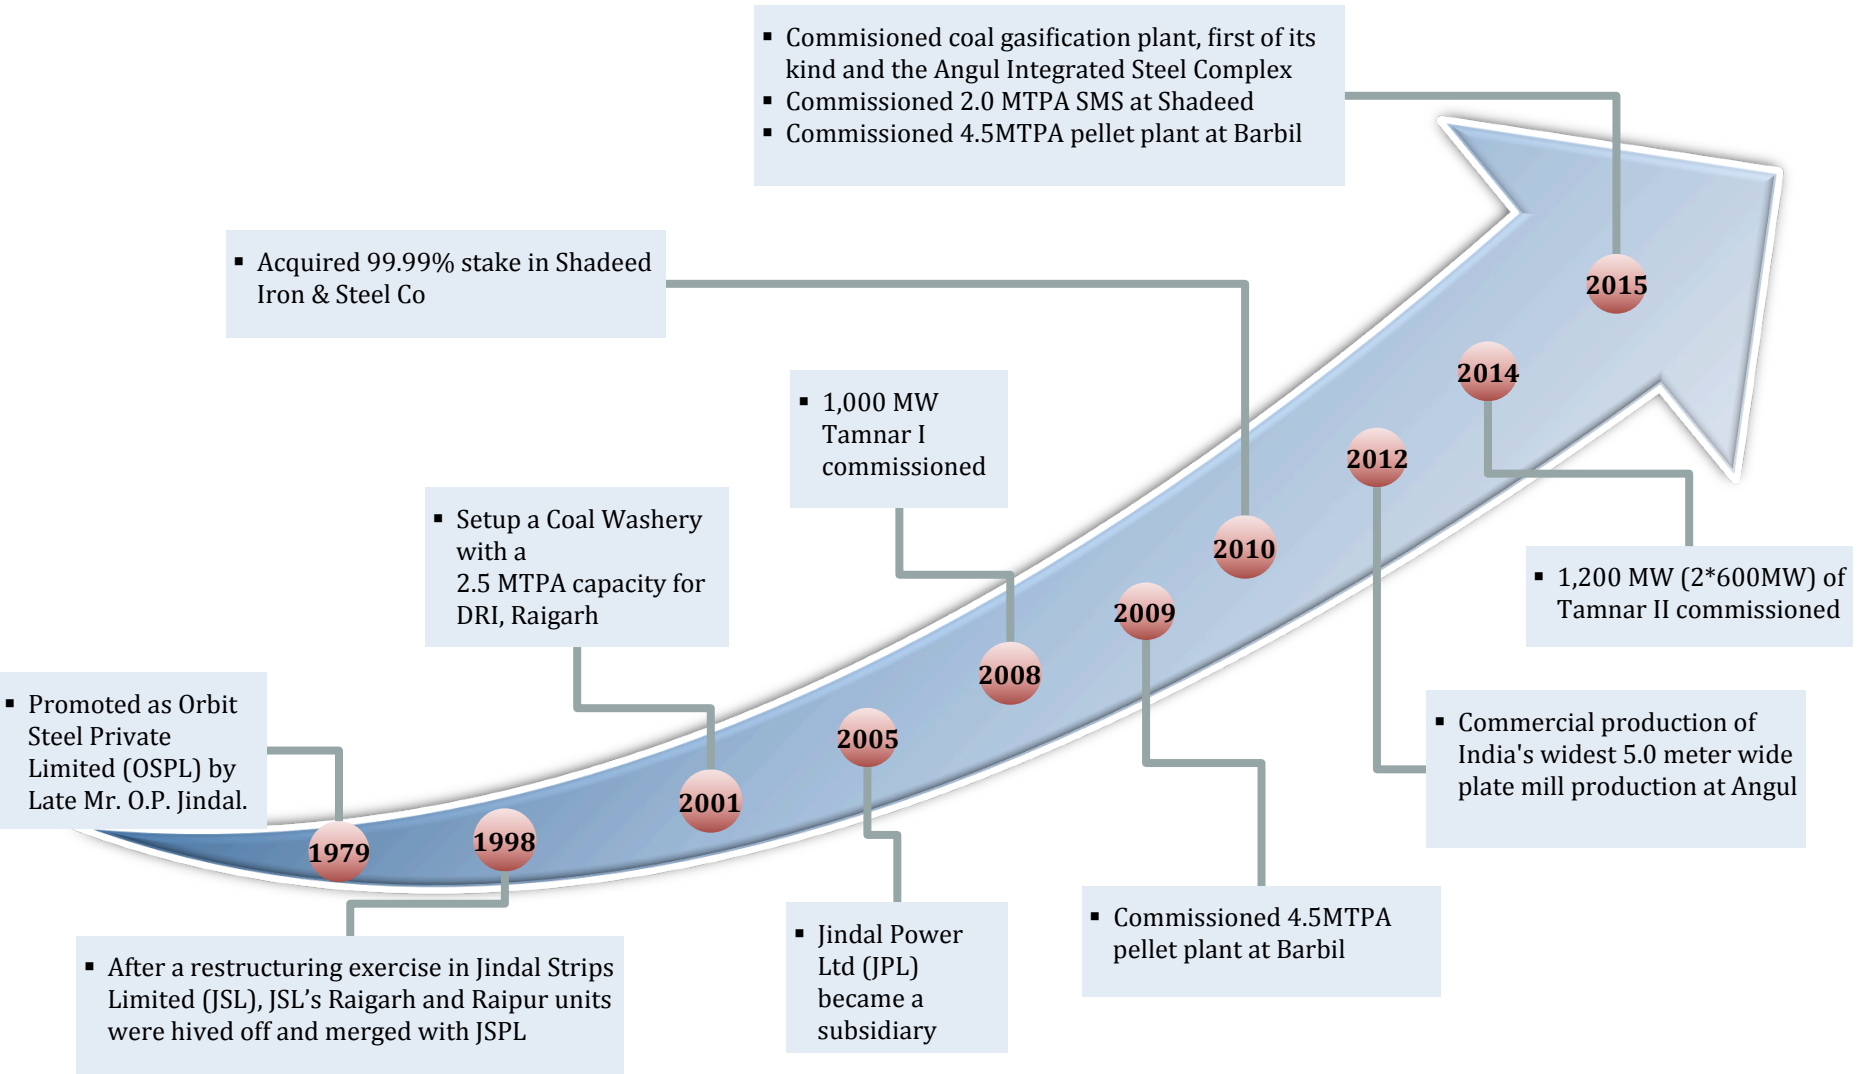 ▪ Commisioned coal gasification plant, first of its
kind and the Angul Integrated Steel Complex
▪ Commissioned 2.0 MTPA SMS at Shadeed
▪ Commissioned 4.5MTPA pellet plant at Barbil
▪ Acquired 99.99% stake in Shadeed
Iron & Steel Co
2015
2014
▪ 1,000 MW
Tamnar I
commissioned
2012
▪ Setup a Coal Washery
with a
2.5 MTPA capacity for
DRI, Raigarh
2010
▪ 1,200 MW (2*600MW) of
Tamnar II commissioned
2009
2008
▪ Promoted as Orbit
Steel Private
Limited (OSPL) by
Late Mr. O.P. Jindal.
▪ Commercial production of
India's widest 5.0 meter wide
plate mill production at Angul
2005
2001
1998
1979
▪ Commissioned 4.5MTPA
pellet plant at Barbil
▪ Jindal Power
Ltd (JPL)
became a
subsidiary
▪ After a restructuring exercise in Jindal Strips
Limited (JSL), JSL’s Raigarh and Raipur units
were hived off and merged with JSPL